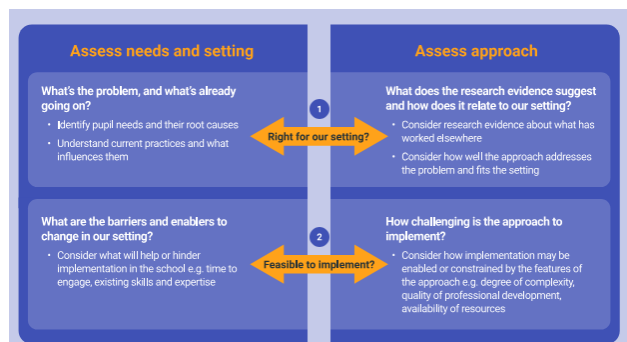 Assess needs and setting
Assess approach
What's the problem, and what's already
going on?
• Identify pupil needs and their root causes
• Understand current practices and what
influences them
1
Right for our setting?
What does the research evidence suggest
and how does it relate to our setting?
• Consider research evidence about what has
worked elsewhere
• Consider how well the approach addresses
the problem and fits the setting
What are the barriers and enablers to
change in our setting?
• Consider what will help or hinder
implementation in the school e.g. time to
engage, existing skills and expertise
2
Feasible to implement?
How challenging is the approach to
implement?
• Consider how implementation may be
enabled or constrained by the features of
the approach e.g. degree of complexity,
quality of professional development,
availability of resources